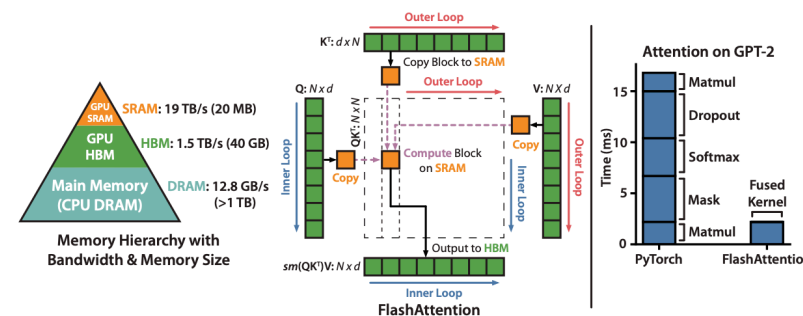 GPU
SRAM
GPU
HBM
Main Memory
(CPU DRAM)
SRAM: 19 TB/s (20 MB)
HBM: 1.5 TB/s (40 GB)
DRAM: 12.8 GB/s
(>1 TB)
Memory Hierarchy with
Bandwidth & Memory Size
Outer Loop
Kᵀ: d x N
Copy Block to SRAM
Outer Loop
Q: N x d
V: N X d
QKᵀ: N x N
Inner Loop
Copy
Compute Block
on SRAM
Copy
Inner Loop
Outer Loop
Output to HBM
sm(QKᵀ)V: N x d
Inner Loop
FlashAttention
Attention on GPT-2
Time (ms)
15
10
5
0
Matmul
Dropout
Softmax
Mask
Matmul
Fused
Kernel
PyTorch
FlashAttentio